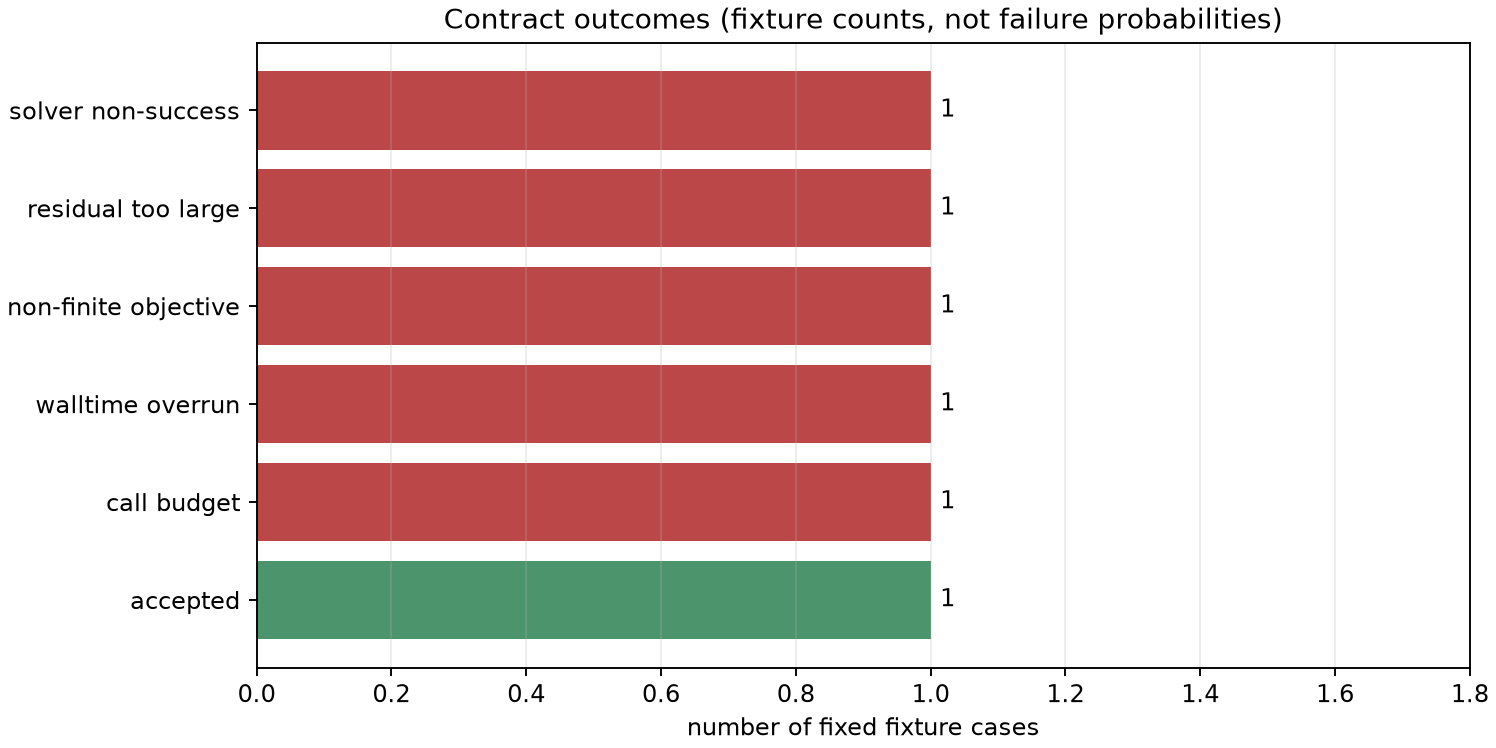 Contract outcomes (fixture counts, not failure probabilities)
solver non-success 1
residual too large 1
non-finite objective 1
walltime overrun 1
call budget 1
accepted 1
0.0 0.2 0.4 0.6 0.8 1.0 1.2 1.4 1.6 1.8
number of fixed fixture cases